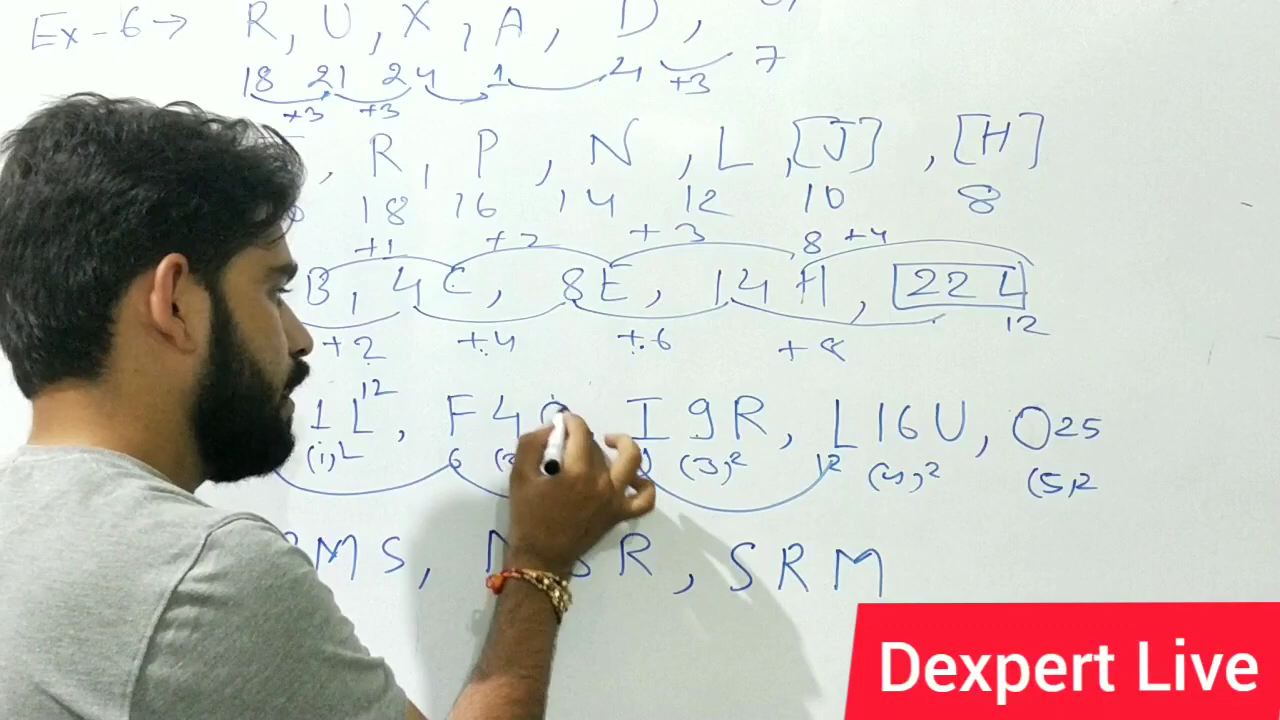 Ex-6→ R, U, X, A, D,
18 21 24 1 4 7
+3 +3 +3
, R, P, N, L, [J], [H]
18 16 14 12 10 8
+1 +2 +3 8 +4
B, 4C, 8E, 14H, 22L
12
+2 +4 +6 +8
12
1L, F4 I9R, L16U, O25
(1)2 6 (3)2 12 (4)2 (5)2
MS, R, SRM
Dexpert Live